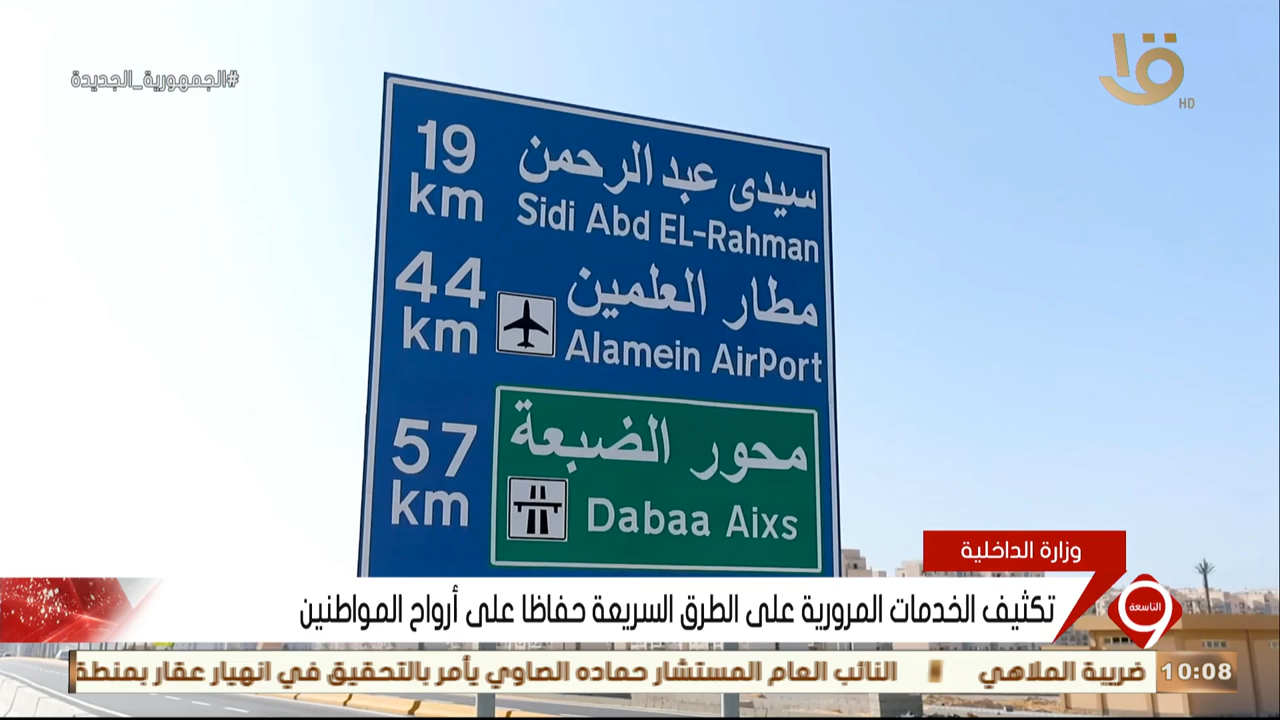 #الجمهورية_الجديدة
HD
19 km
سيدى عبد الرحمن
Sidi Abd EL-Rahman
44 km
مطار العلمين
Alamein AirPort
57 km
محور الضبعة
Dabaa Aixs
وزارة الداخلية
تكثيف الخدمات المرورية على الطرق السريعة حفاظا على أرواح المواطنين
التاسعة
10:08
ضريبة الملاهي
النائب العام المستشار حماده الصاوي يأمر بالتحقيق في انهيار عقار